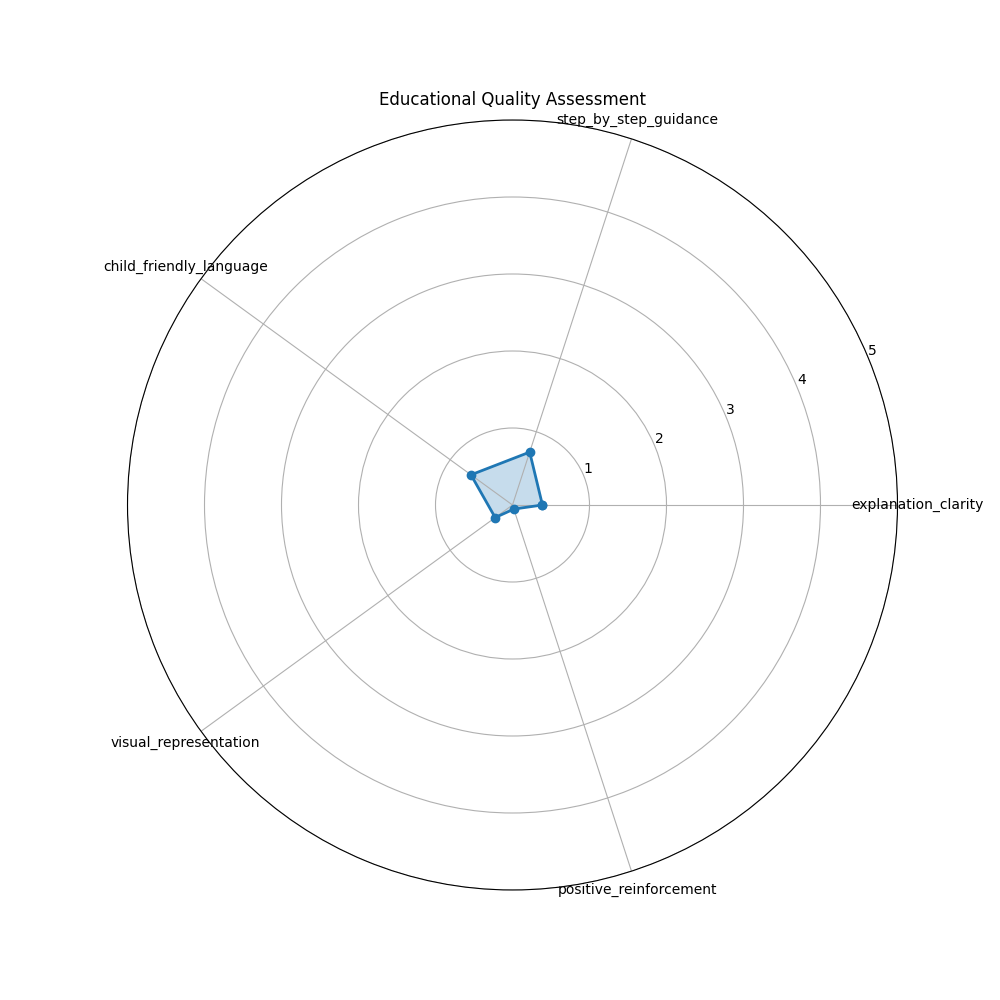 Educational Quality Assessment
step_by_step_guidance
child_friendly_language
5
4
3
2
1
explanation_clarity
visual_representation
positive_reinforcement